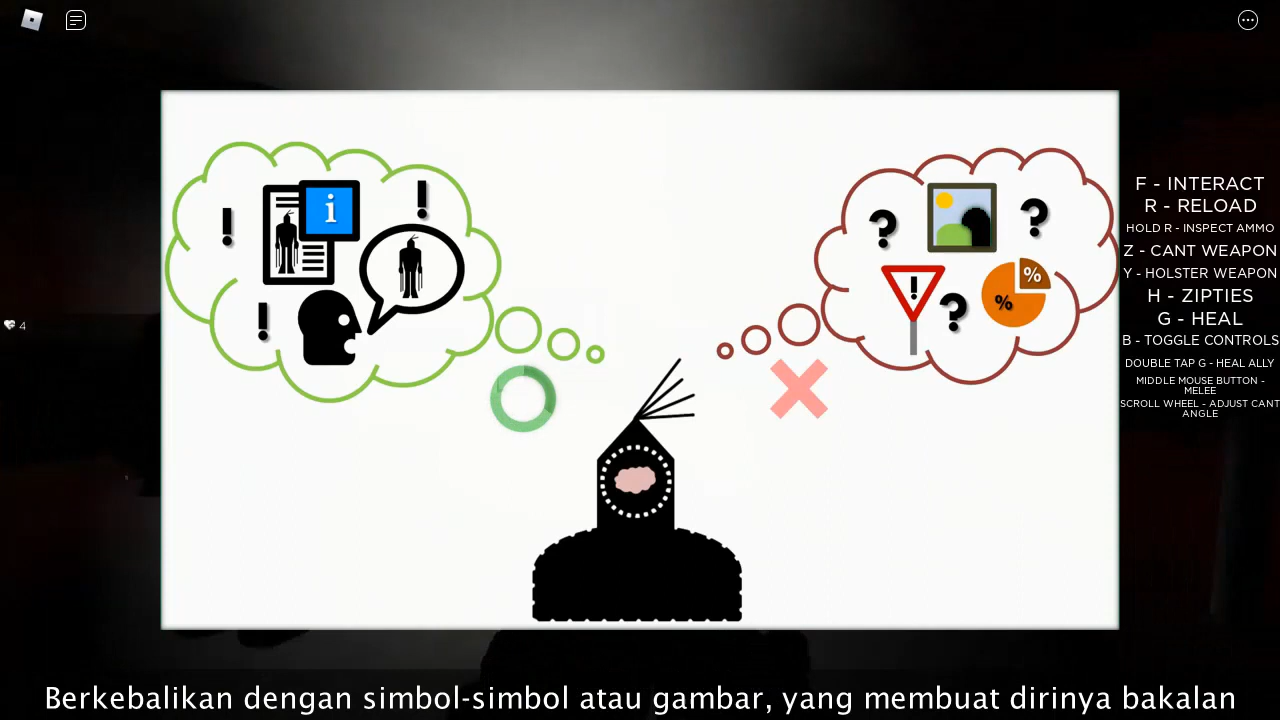 ! i !
!
? ?
! ? % %
F - INTERACT
R - RELOAD
HOLD R - INSPECT AMMO
Z - CANT WEAPON
Y - HOLSTER WEAPON
H - ZIPTIES
G - HEAL
B - TOGGLE CONTROLS
DOUBLE TAP G - HEAL ALLY
MIDDLE MOUSE BUTTON -
MELEE
SCROLL WHEEL - ADJUST CANT
ANGLE
4
Berkebalikan dengan simbol-simbol atau gambar, yang membuat dirinya bakalan